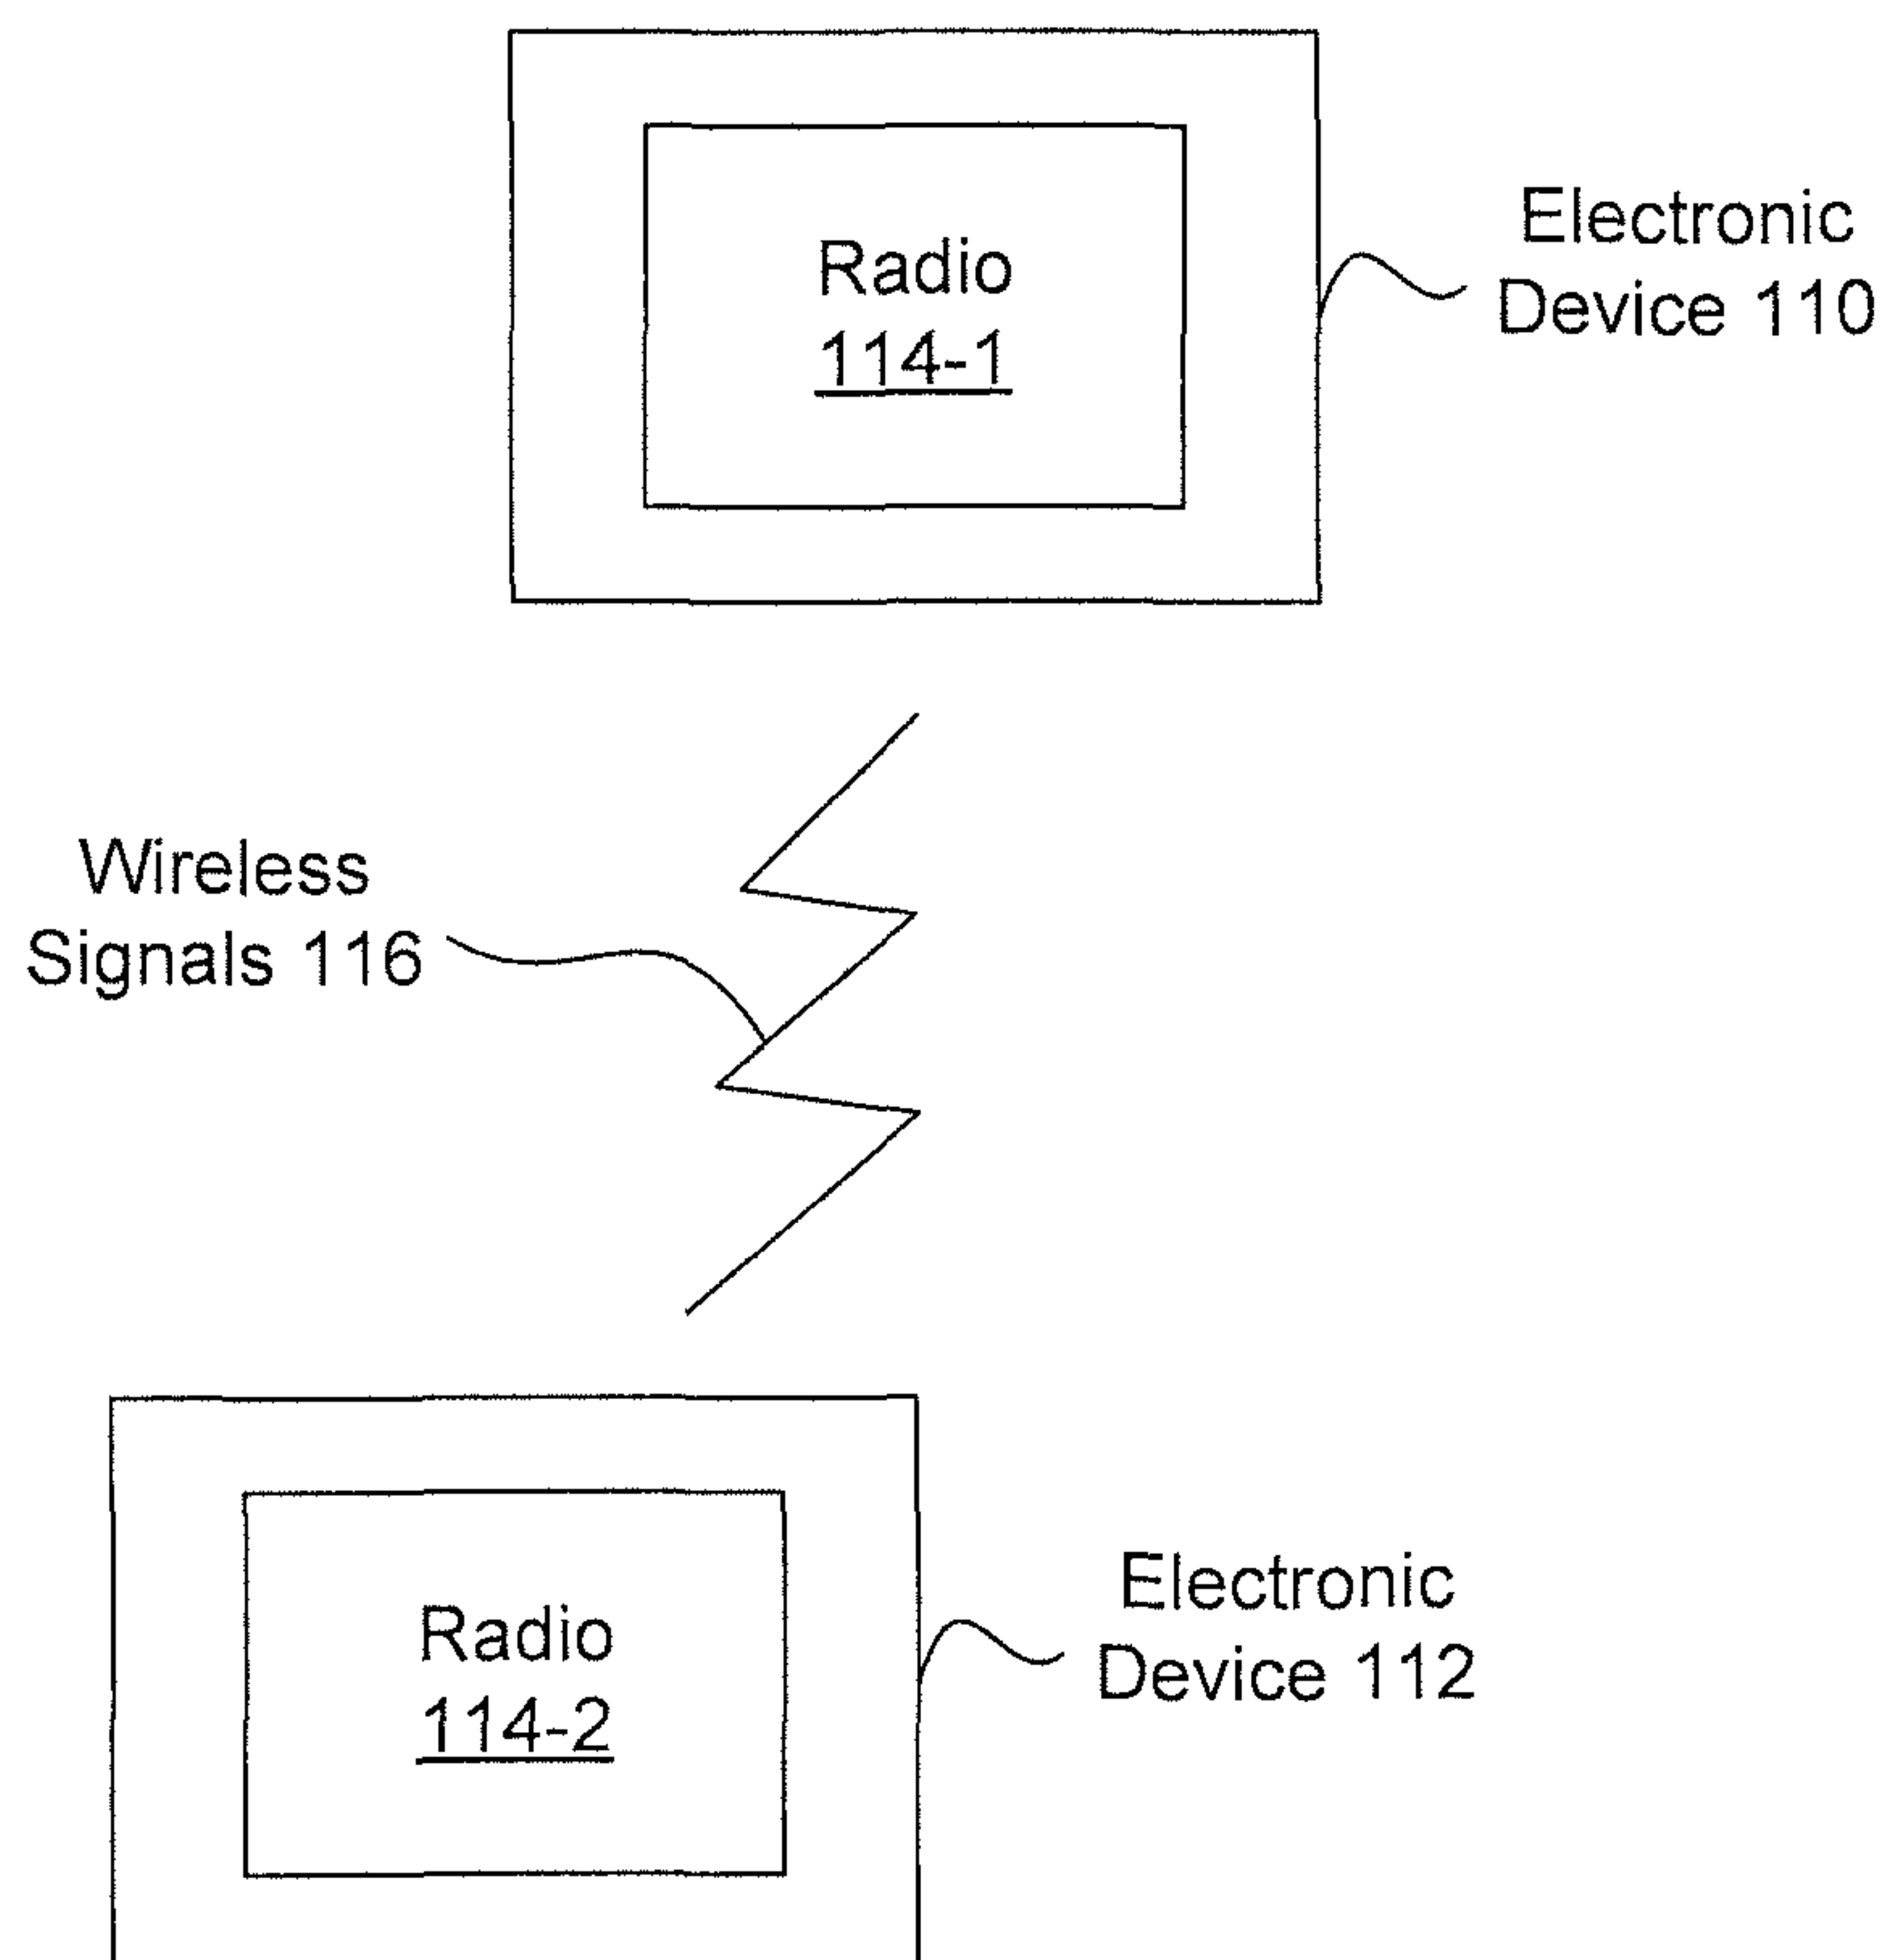 Radio
114-1
Electronic
Device 110
Wireless
Signals 116
Radio
114-2
Electronic
Device 112